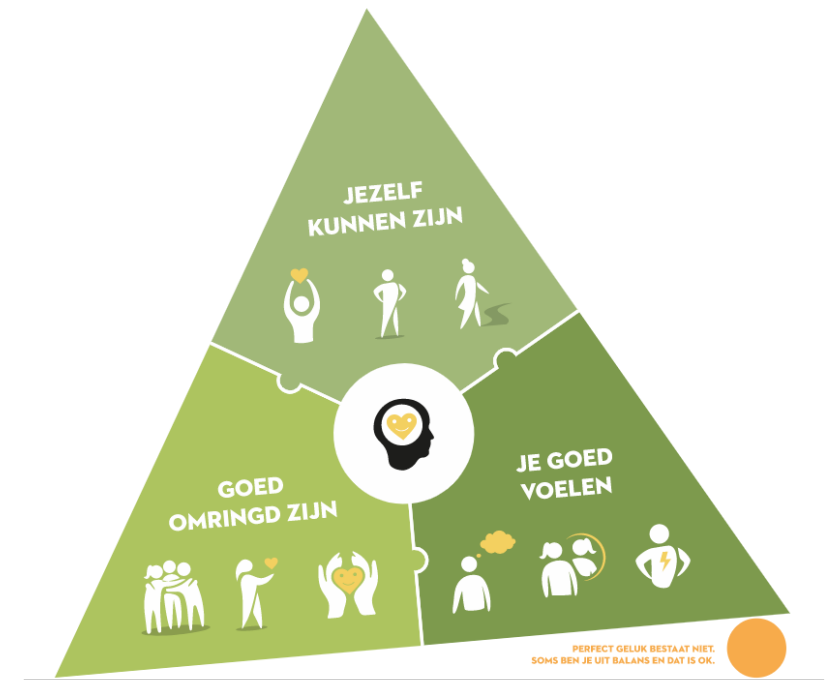 JEZELF
KUNNEN ZIJN
GOED
OMRINGD ZIJN
JE GOED
VOELEN
PERFECT GELUK BESTAAT NIET.
SOMS BEN JE UIT BALANS EN DAT IS OK.